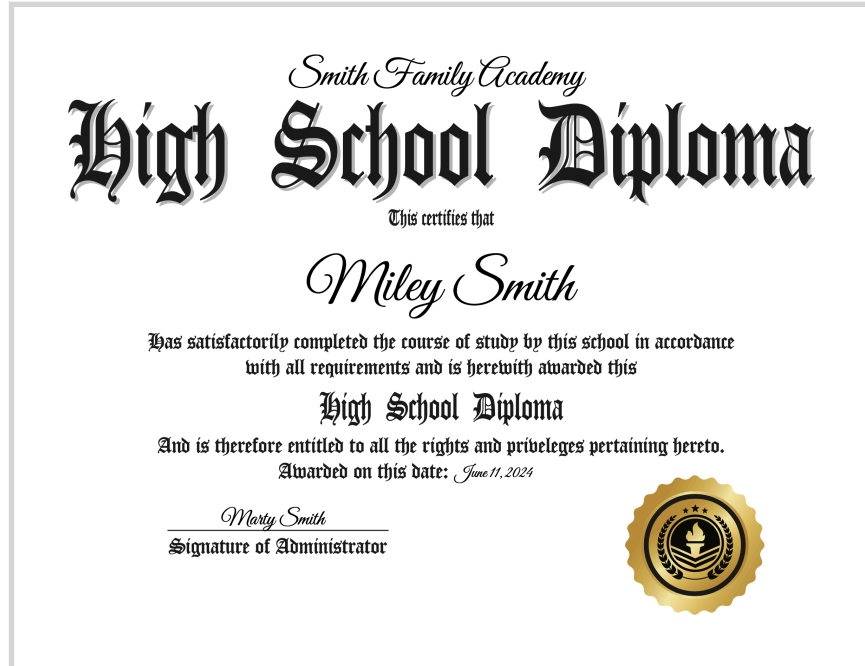 Smith Family Academy
High School Diploma
This certifies that
Miley Smith
Has satisfactorily completed the course of study by this school in accordance
with all requirements and is herewith awarded this
High School Diploma
And is therefore entitled to all the rights and priveleges pertaining hereto.
Awarded on this date: June 11, 2024
Marty Smith
Signature of Administrator